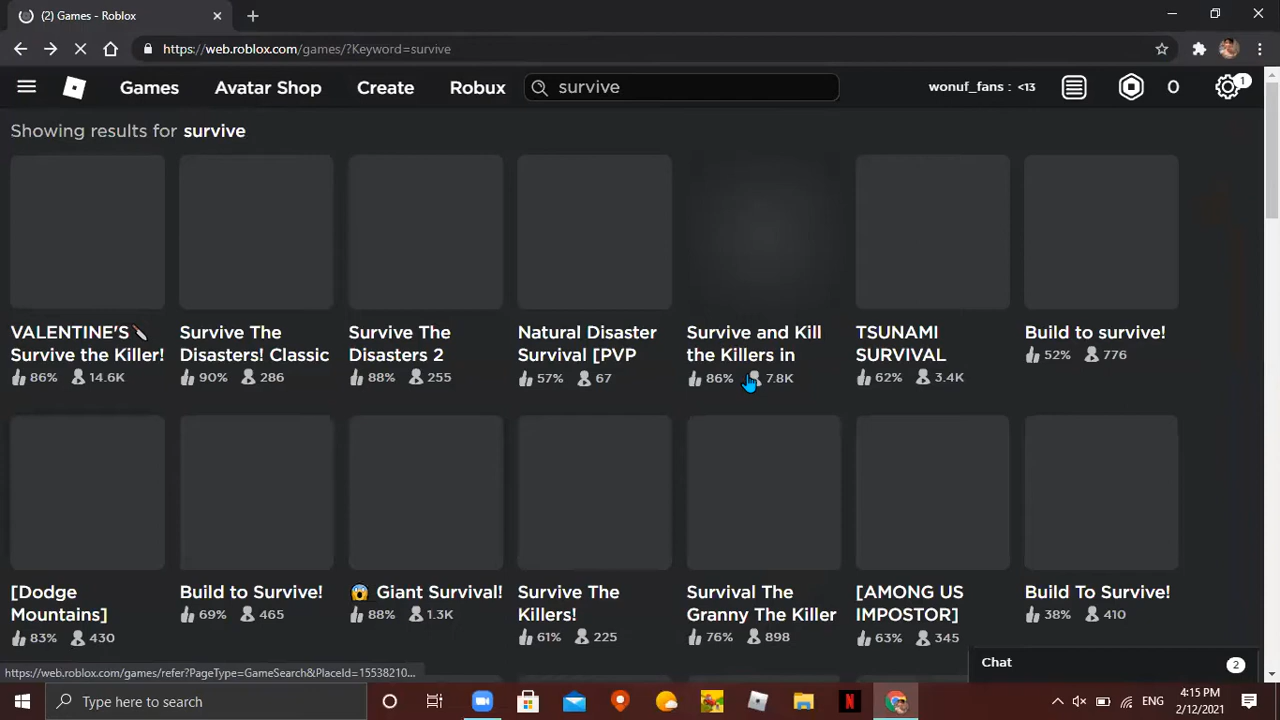 (2) Games - Roblox
https://web.roblox.com/games/?Keyword=survive
Games Avatar Shop Create Robux survive wonuf_fans : <13 0 1
Showing results for survive
VALENTINE'S🔪 Survive The Survive The Natural Disaster Survive and Kill TSUNAMI Build to survive!
Survive the Killer! Disasters! Classic Disasters 2 Survival [PVP the Killers in SURVIVAL 52% 776
86% 14.6K 90% 286 88% 255 57% 67 86% 7.8K 62% 3.4K
[Dodge Build to Survive! 😱 Giant Survival! Survive The Survival The [AMONG US Build To Survive!
Mountains] 69% 465 88% 1.3K Killers! Granny The Killer IMPOSTOR] 38% 410
83% 430 61% 225 76% 898 63% 345
Chat 2
https://web.roblox.com/games/refer?PageType=GameSearch&PlaceId=15538210...
Type here to search ENG 4:15 PM
2/12/2021